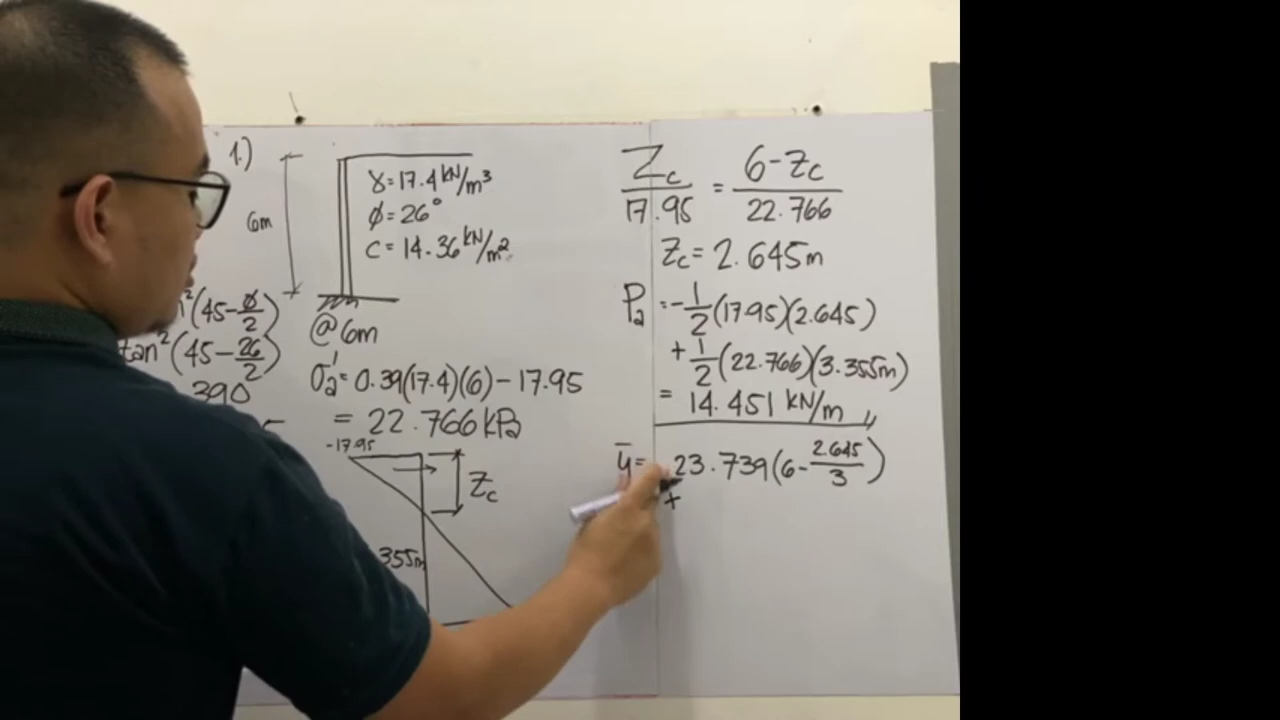 1.)
6m
γ=17.4 kN/m³
ϕ=26°
C=14.36 kN/m²
²(45-ϕ/2)
tan²(45-26/2)
390
@6m
σₐ'=0.39(17.4)(6)-17.95
=22.766 kPa
-17.95
Zc
355m
Zc/17.95 = 6-Zc/22.766
Zc=2.645m
Pa=-1/2(17.95)(2.645)
+1/2(22.766)(3.355m)
=14.451 kN/m
ȳ=
23.739(6-2.645/3)
+